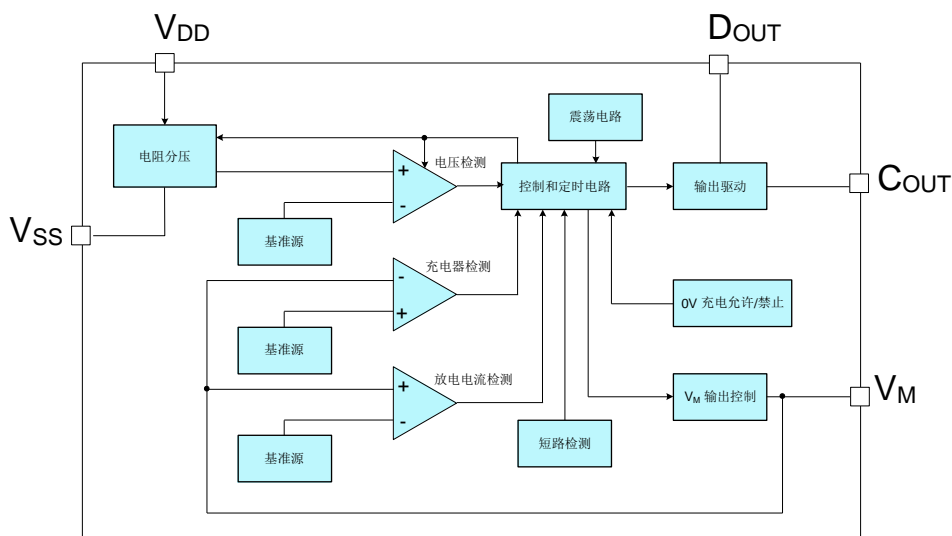 VDD
DOUT
震荡电路
电阻分压
电压检测
+
-
控制和定时电路
输出驱动
COUT
VSS
基准源
充电器检测
-
+
0V 充电允许/禁止
基准源
放电电流检测
+
-
VM 输出控制
VM
短路检测
基准源